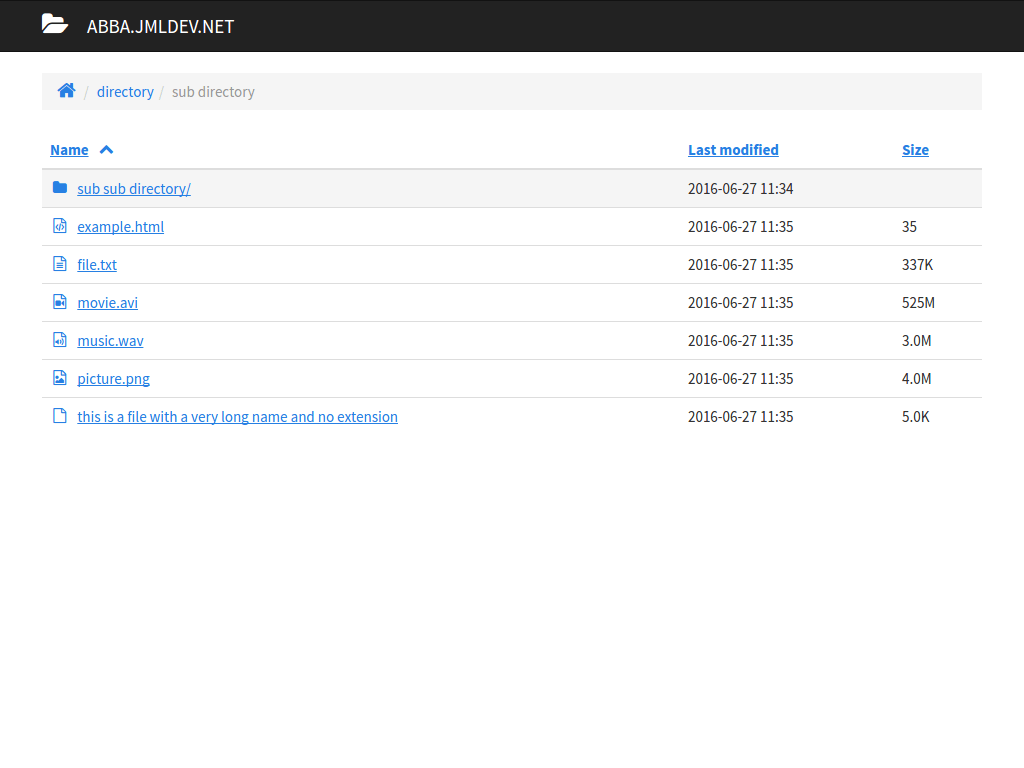 ABBA.JMLDEV.NET
/ directory / sub directory
Name Last modified Size
sub sub directory/ 2016-06-27 11:34
example.html 2016-06-27 11:35 35
file.txt 2016-06-27 11:35 337K
movie.avi 2016-06-27 11:35 525M
music.wav 2016-06-27 11:35 3.0M
picture.png 2016-06-27 11:35 4.0M
this is a file with a very long name and no extension 2016-06-27 11:35 5.0K